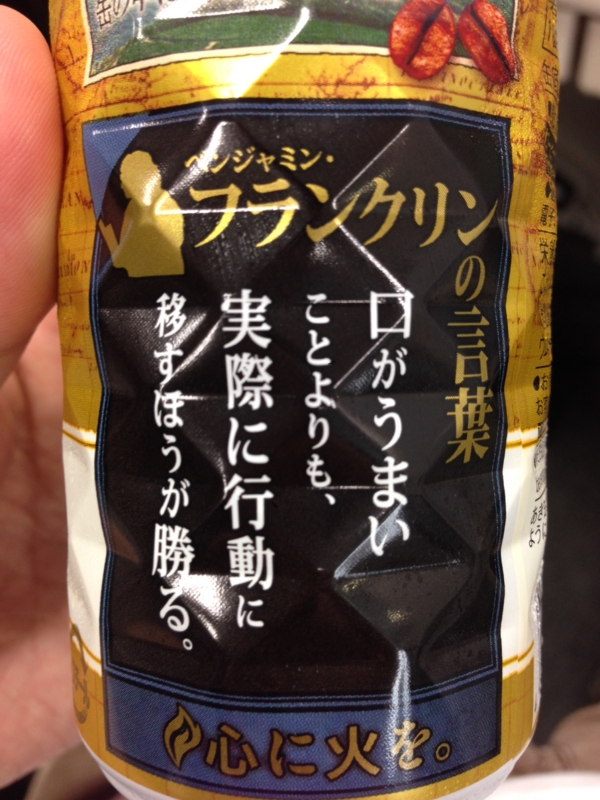 ベンジャミン・
フランクリン
の言葉
口がうまい
ことよりも、
実際に行動に
移すほうが勝る。
心に火を。